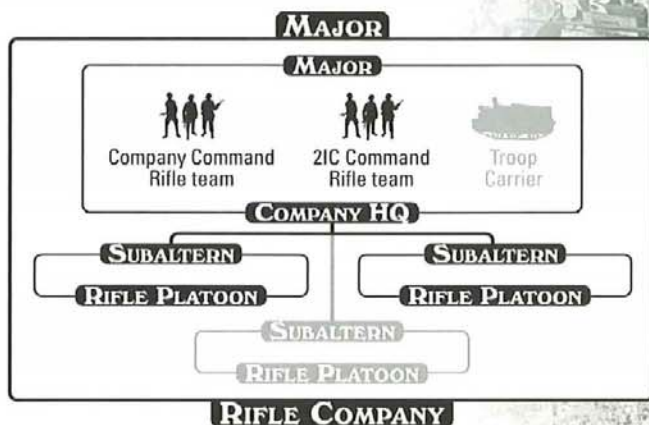 MAJOR
MAJOR
Company Command
Rifle team
2IC Command
Rifle team
Troop
Carrier
COMPANY HQ
SUBALTERN
RIFLE PLATOON
SUBALTERN
RIFLE PLATOON
SUBALTERN
RIFLE PLATOON
RIFLE COMPANY